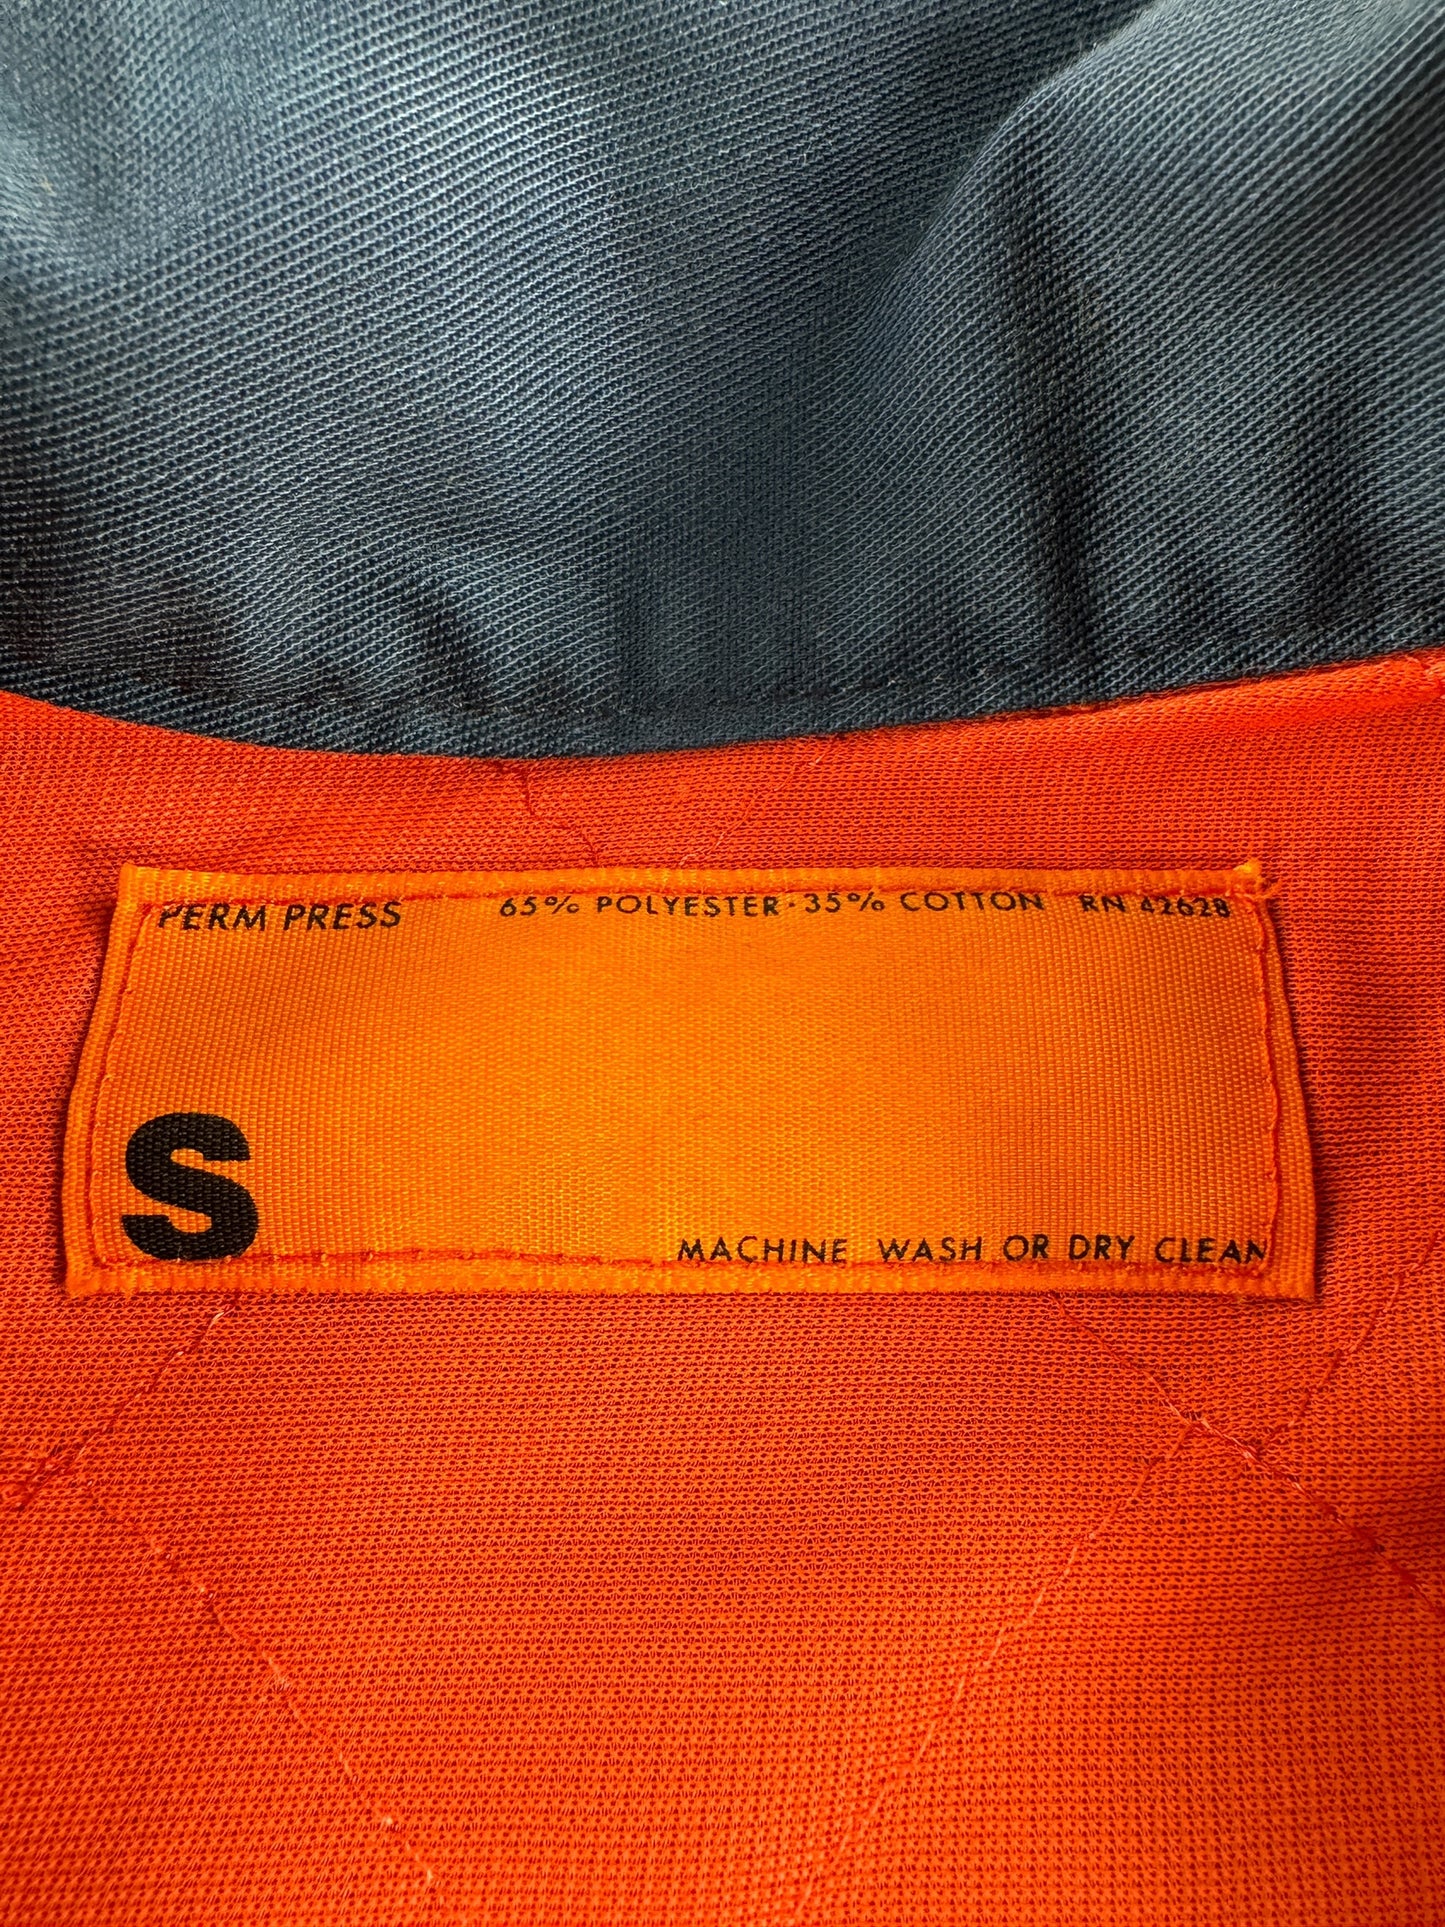 PERM PRESS 65% POLYESTER·35% COTTON RN 42628
S
MACHINE WASH OR DRY CLEAN